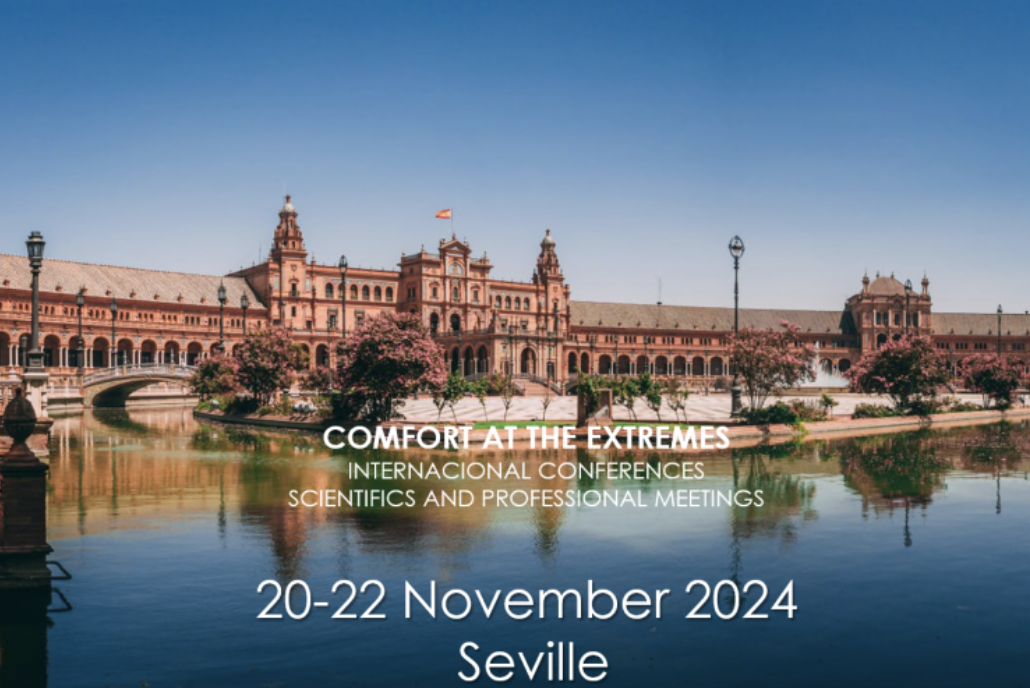 COMFORT AT THE EXTREMES
INTERNACIONAL CONFERENCES
SCIENTIFICS AND PROFESSIONAL MEETINGS
20-22 November 2024
Seville